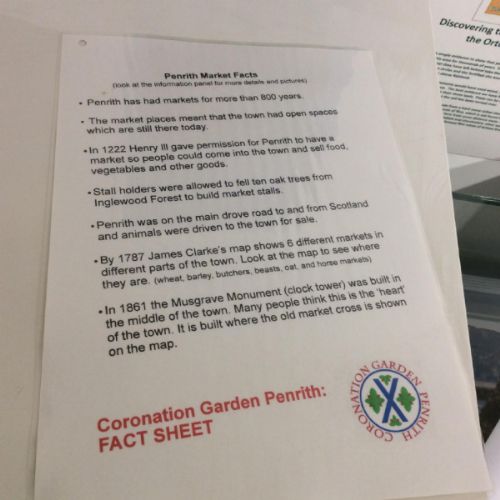 Penrith Market Facts
(look at the information panel for more details and pictures)
• Penrith has had markets for more than 800 years.
• The market places meant that the town had open spaces
which are still there today.
• In 1222 Henry III gave permission for Penrith to have a
market so people could come into the town and sell food,
vegetables and other goods.
• Stall holders were allowed to fell ten oak trees from
Inglewood Forest to build market stalls.
• Penrith was on the main drove road to and from Scotland
and animals were driven to the town for sale.
• By 1787 James Clarke's map shows 6 different markets in
different parts of the town. Look at the map to see where
they are. (wheat, barley, butchers, beasts, oat, and horse markets)
• In 1861 the Musgrave Monument (clock tower) was built in
the middle of the town. Many people think this is the 'heart'
of the town. It is built where the old market cross is shown
on the map.
Coronation Garden Penrith:
FACT SHEET
CORONATION GARDEN PENRITH
Discovering
the